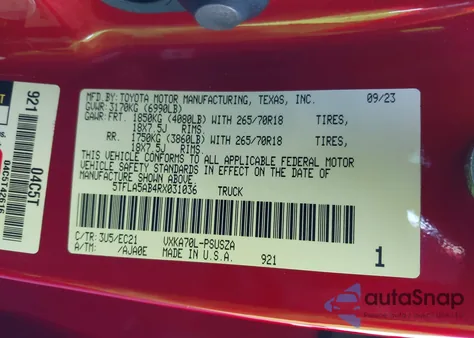 MFD.BY:TOYOTA MOTOR MANUFACTURING, TEXAS, INC. 09/23
GVWR:3170KG (6990LB)
GAWR: FRT. 1850KG (4080LB) WITH 265/70R18 TIRES,
18X7.5J RIMS.
RR. 1750KG (3860LB) WITH 265/70R18 TIRES,
18X7.5J RIMS.
THIS VEHICLE CONFORMS TO ALL APPLICABLE FEDERAL MOTOR
VEHICLE SAFETY STANDARDS IN EFFECT ON THE DATE OF
MANUFACTURE SHOWN ABOVE.
5TFLA5AB4RX031036 TRUCK
C/TR: 3U5/EC21 VXKA70L-PSUSZA
A/TM: /AJA0E MADE IN U.S.A. 921 1
921
04C5T
04C5T42616
autoSnap